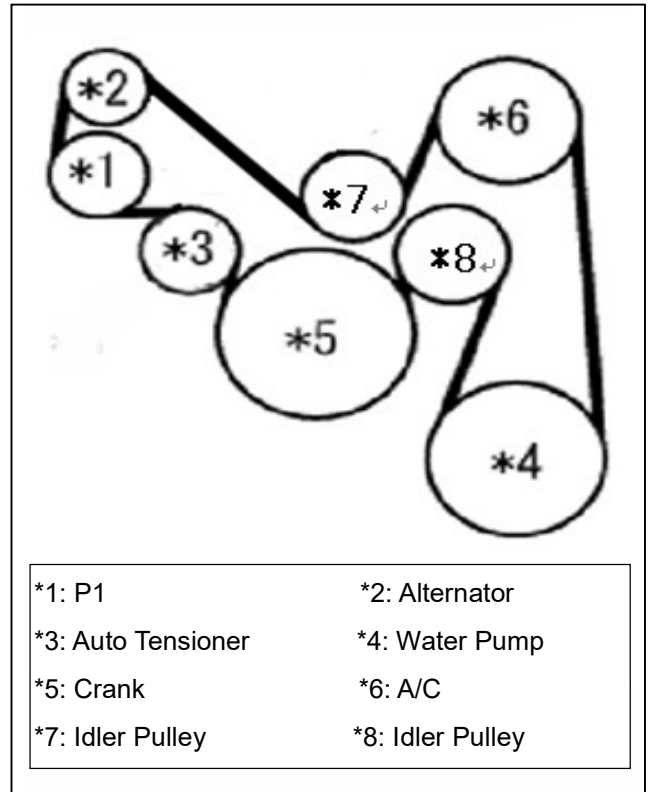 *2
*6
*1
*7↵
*3
*8↵
*5
*4
*1: P1 *2: Alternator
*3: Auto Tensioner *4: Water Pump
*5: Crank *6: A/C
*7: Idler Pulley *8: Idler Pulley